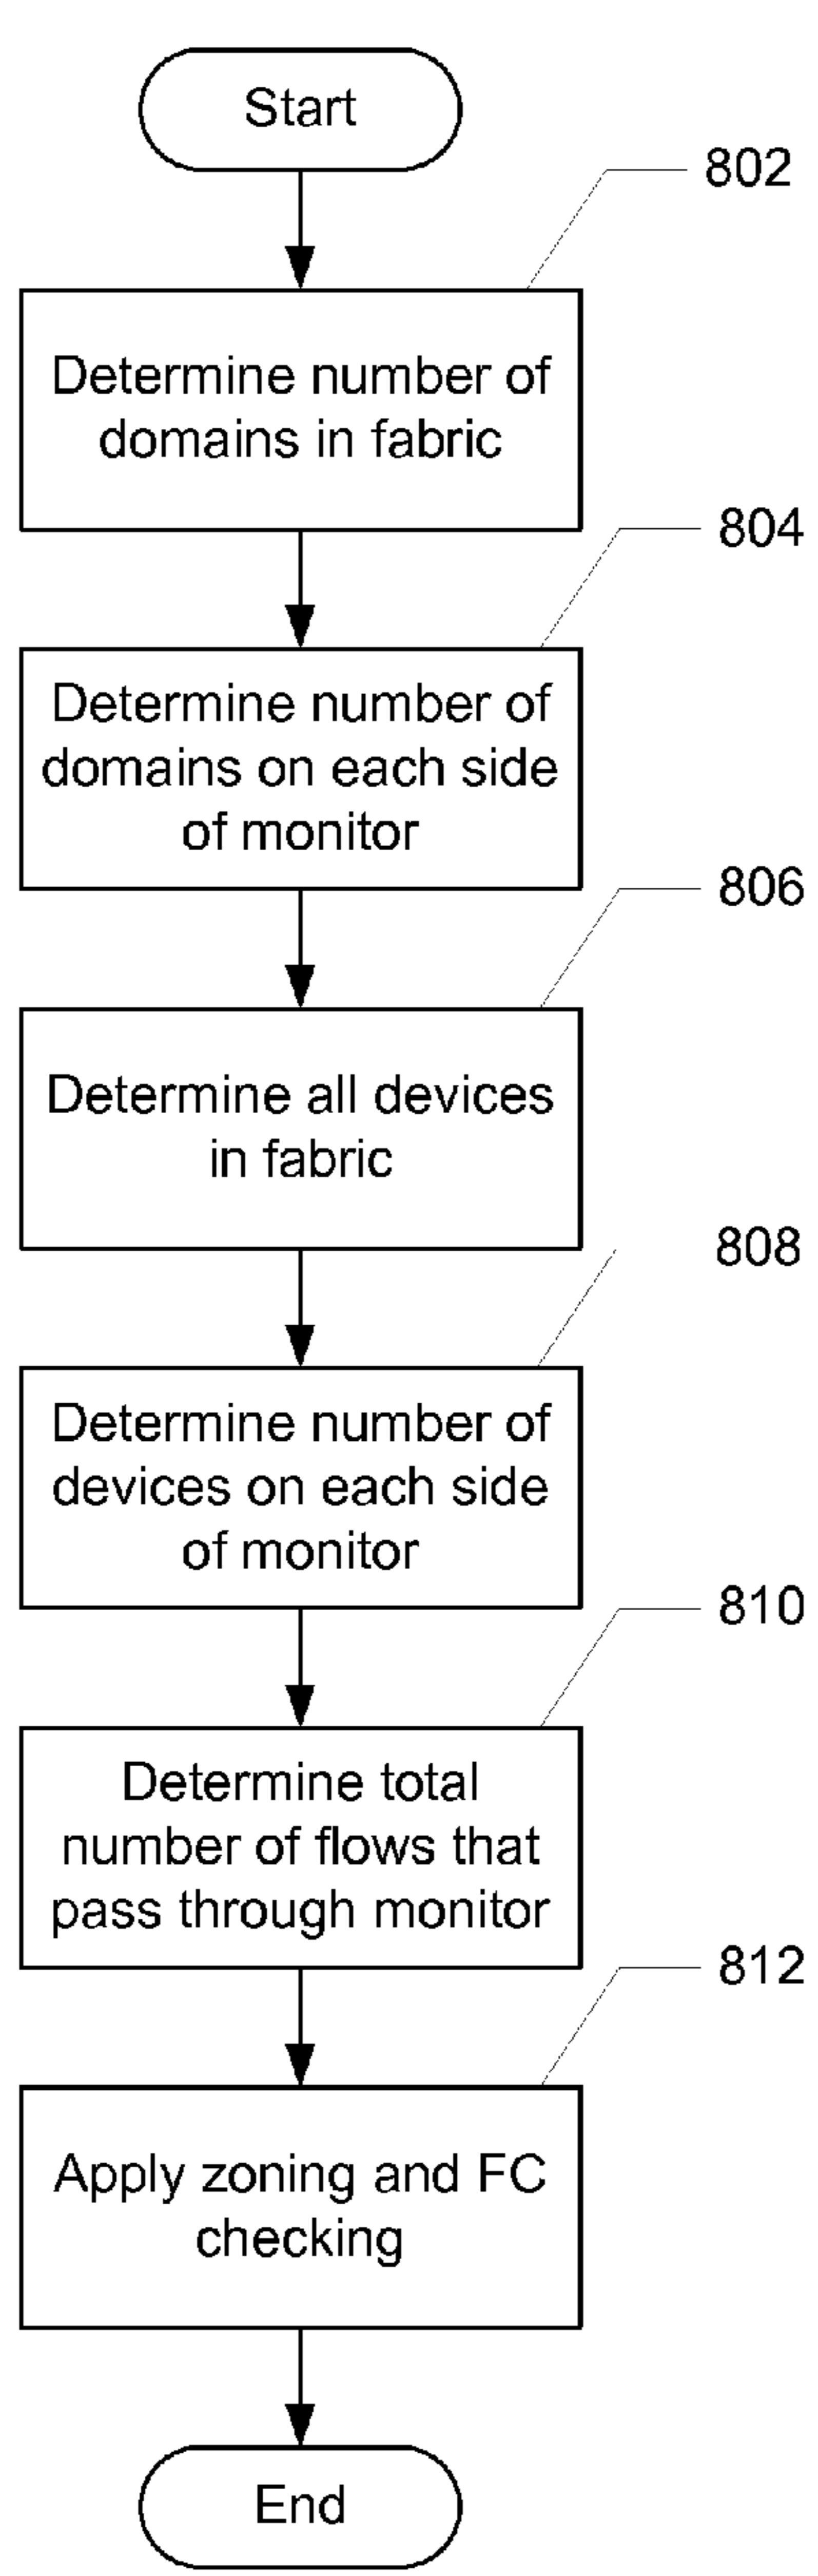 Start
802
Determine number of
domains in fabric
804
Determine number of
domains on each side
of monitor
806
Determine all devices
in fabric
808
Determine number of
devices on each side
of monitor
810
Determine total
number of flows that
pass through monitor
812
Apply zoning and FC
checking
End